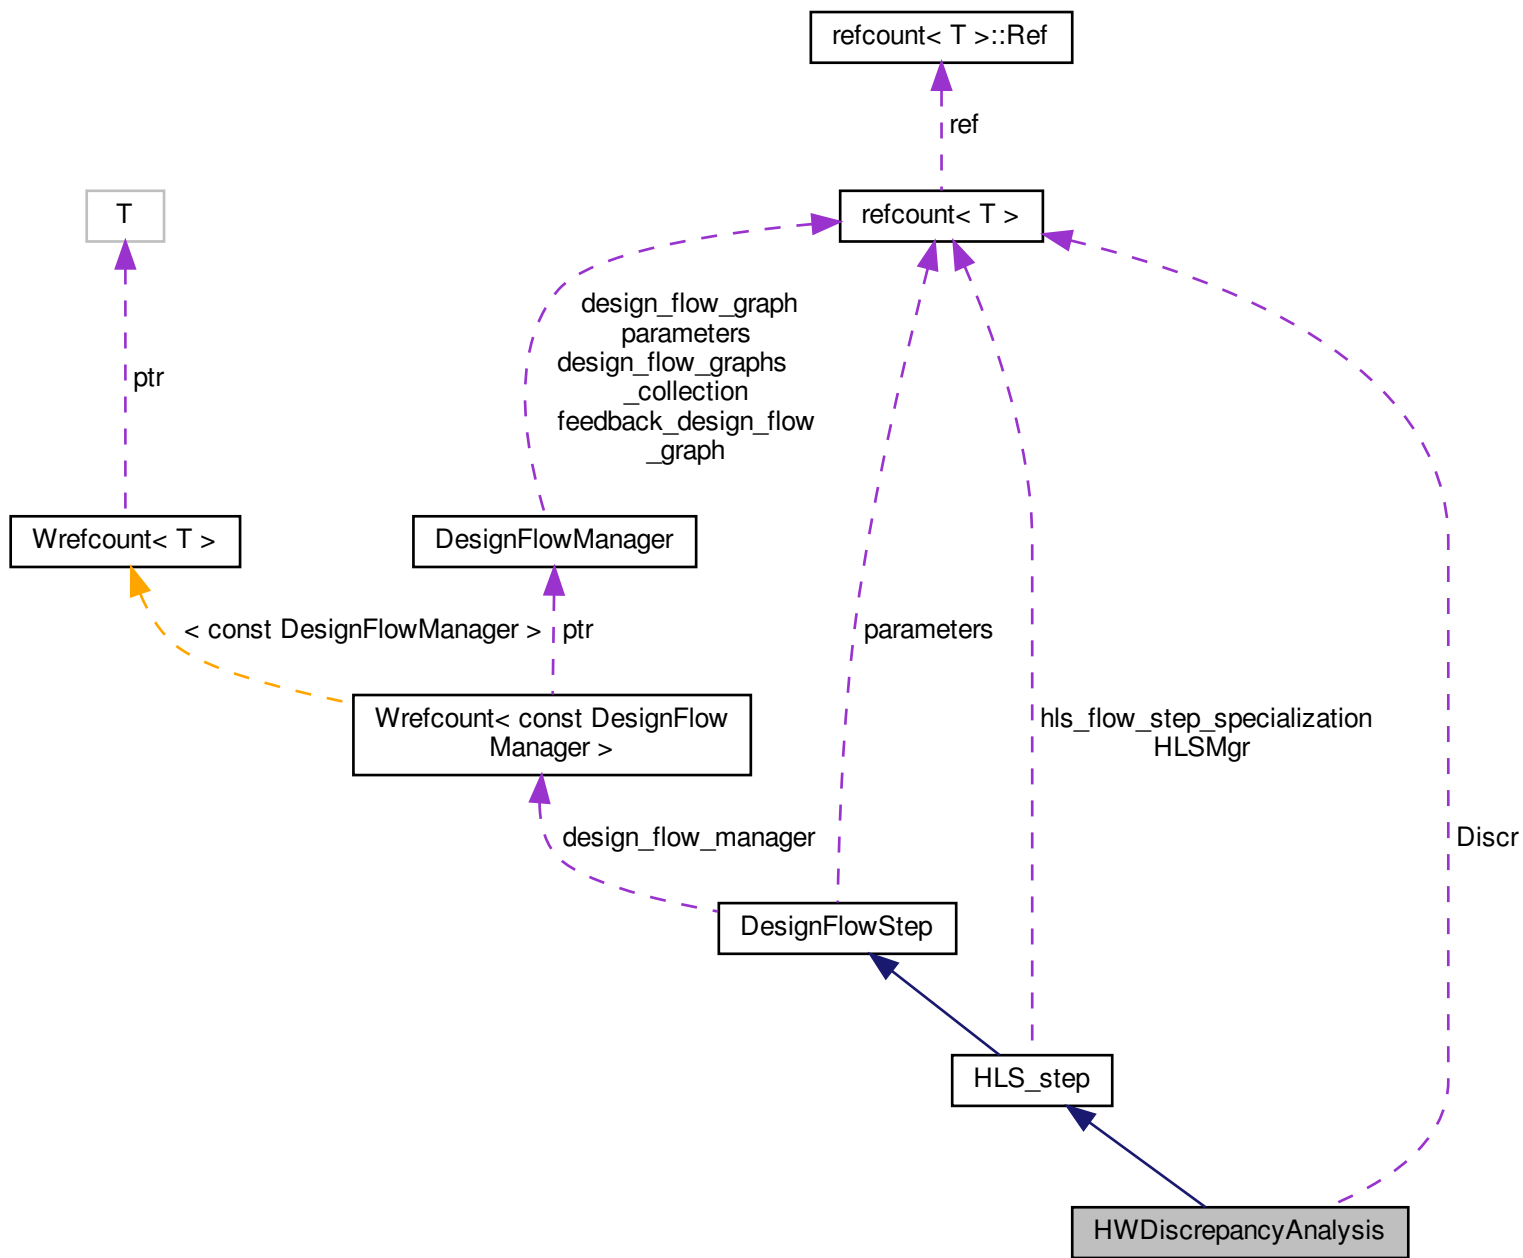 refcount< T >::Ref
ref
T
refcount< T >
design_flow_graph
parameters
design_flow_graphs
_collection
feedback_design_flow
_graph
ptr
Wrefcount< T >
DesignFlowManager
< const DesignFlowManager >
ptr
parameters
Wrefcount< const DesignFlow
Manager >
hls_flow_step_specialization
HLSMgr
design_flow_manager
Discr
DesignFlowStep
HLS_step
HWDiscrepancyAnalysis